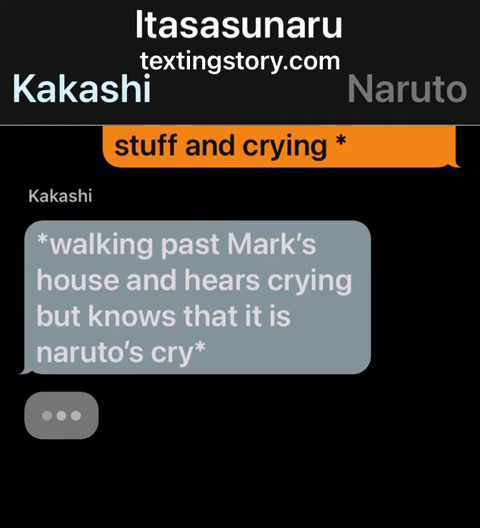 Itasasunaru
textingstory.com
Kakashi Naruto
stuff and crying *
Kakashi
*walking past Mark’s
house and hears crying
but knows that it is
naruto’s cry*